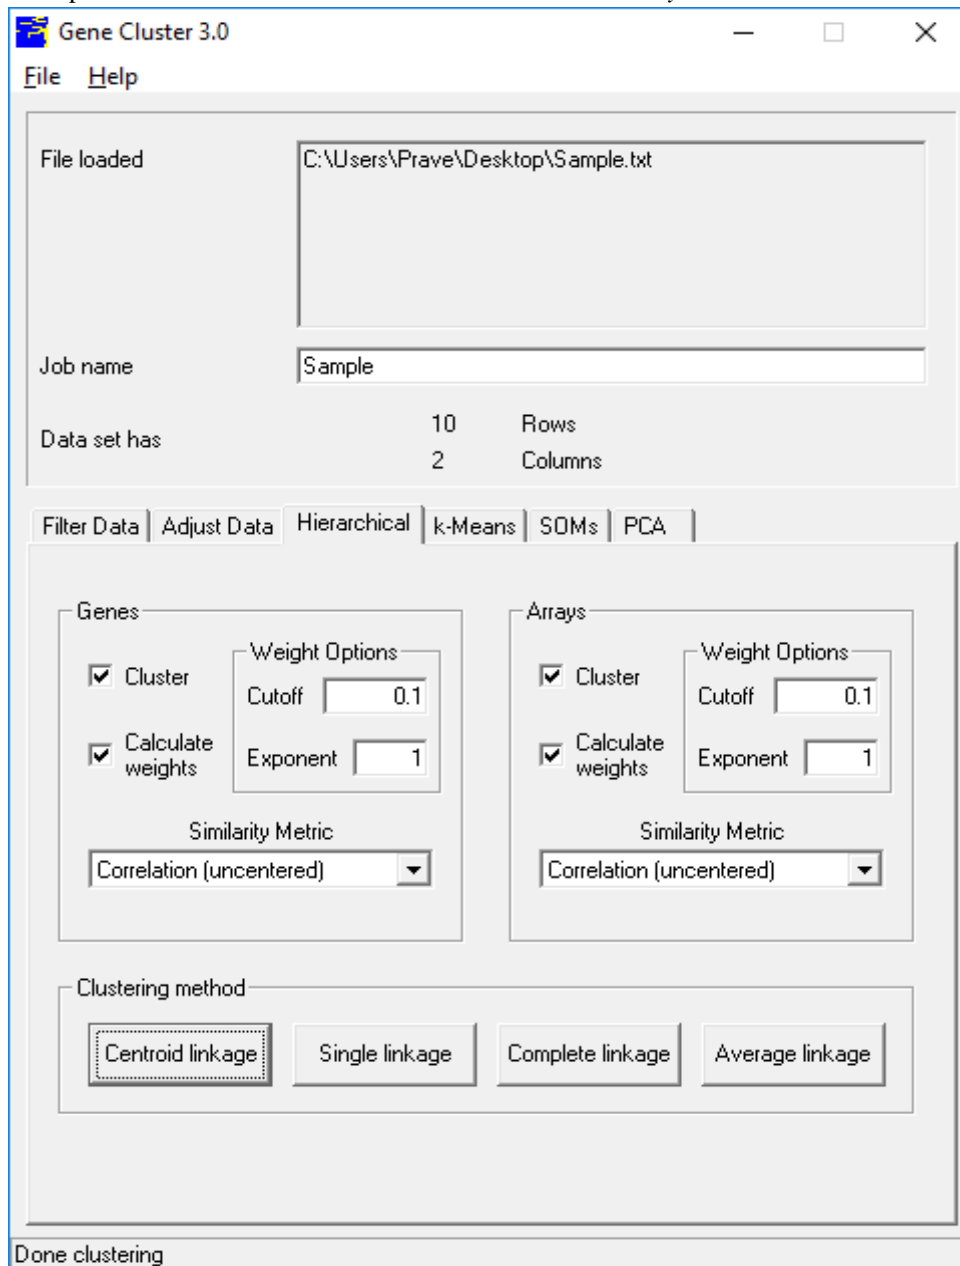 Gene Cluster 3.0
File Help
File loaded C:\Users\Prave\Desktop\Sample.txt
Job name Sample
Data set has
10 Rows
2 Columns
Filter Data Adjust Data Hierarchical k-Means SOMs PCA
Genes
Cluster
Calculate
weights
Weight Options
Cutoff 0.1
Exponent 1
Similarity Metric
Correlation (uncentered)
Arrays
Cluster
Calculate
weights
Weight Options
Cutoff 0.1
Exponent 1
Similarity Metric
Correlation (uncentered)
Clustering method
Centroid linkage Single linkage Complete linkage Average linkage
Done clustering